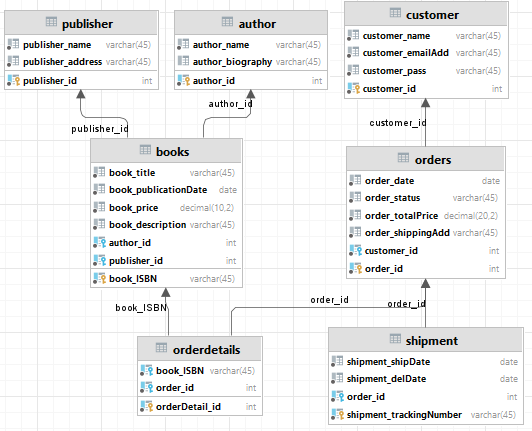 publisher
publisher_name varchar(45)
publisher_address varchar(45)
publisher_id int
author
author_name varchar(45)
author_biography varchar(45)
author_id int
customer
customer_name varchar(45)
customer_emailAdd varchar(45)
customer_pass varchar(45)
customer_id int
publisher_id
author_id
customer_id
books
book_title varchar(45)
book_publicationDate date
book_price decimal(10,2)
book_description varchar(45)
author_id int
publisher_id int
book_ISBN varchar(45)
orders
order_date date
order_status varchar(45)
order_totalPrice decimal(20,2)
order_shippingAdd varchar(45)
customer_id int
order_id int
book_ISBN
order_id
order_id
orderdetails
book_ISBN varchar(45)
order_id int
orderDetail_id int
shipment
shipment_shipDate date
shipment_delDate date
order_id int
shipment_trackingNumber varchar(45)